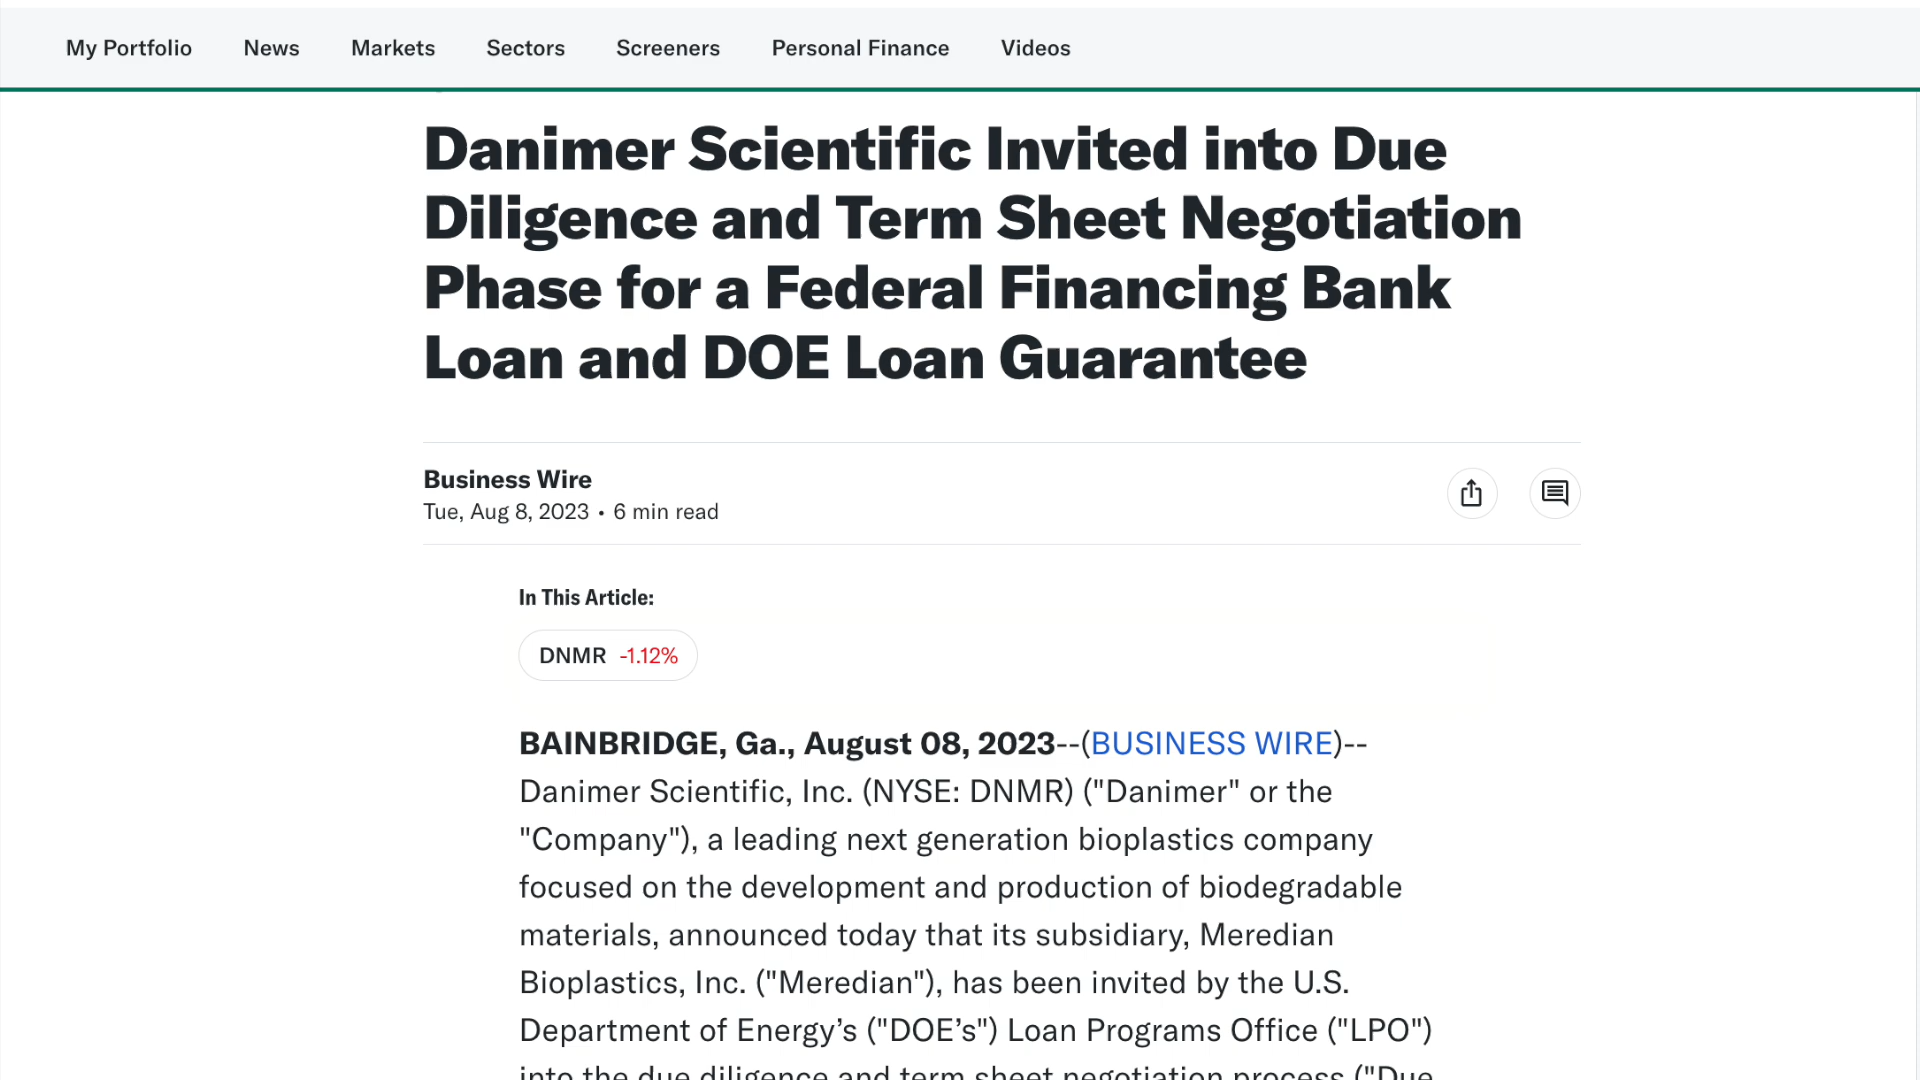 My Portfolio News Markets Sectors Screeners Personal Finance Videos
Danimer Scientific Invited into Due
Diligence and Term Sheet Negotiation
Phase for a Federal Financing Bank
Loan and DOE Loan Guarantee
Business Wire
Tue, Aug 8, 2023 • 6 min read
In This Article:
DNMR -1.12%
BAINBRIDGE, Ga., August 08, 2023--(BUSINESS WIRE)--
Danimer Scientific, Inc. (NYSE: DNMR) ("Danimer" or the
"Company"), a leading next generation bioplastics company
focused on the development and production of biodegradable
materials, announced today that its subsidiary, Meredian
Bioplastics, Inc. ("Meredian"), has been invited by the U.S.
Department of Energy’s ("DOE’s") Loan Programs Office ("LPO")
into the due diligence and term sheet negotiation process ("Due